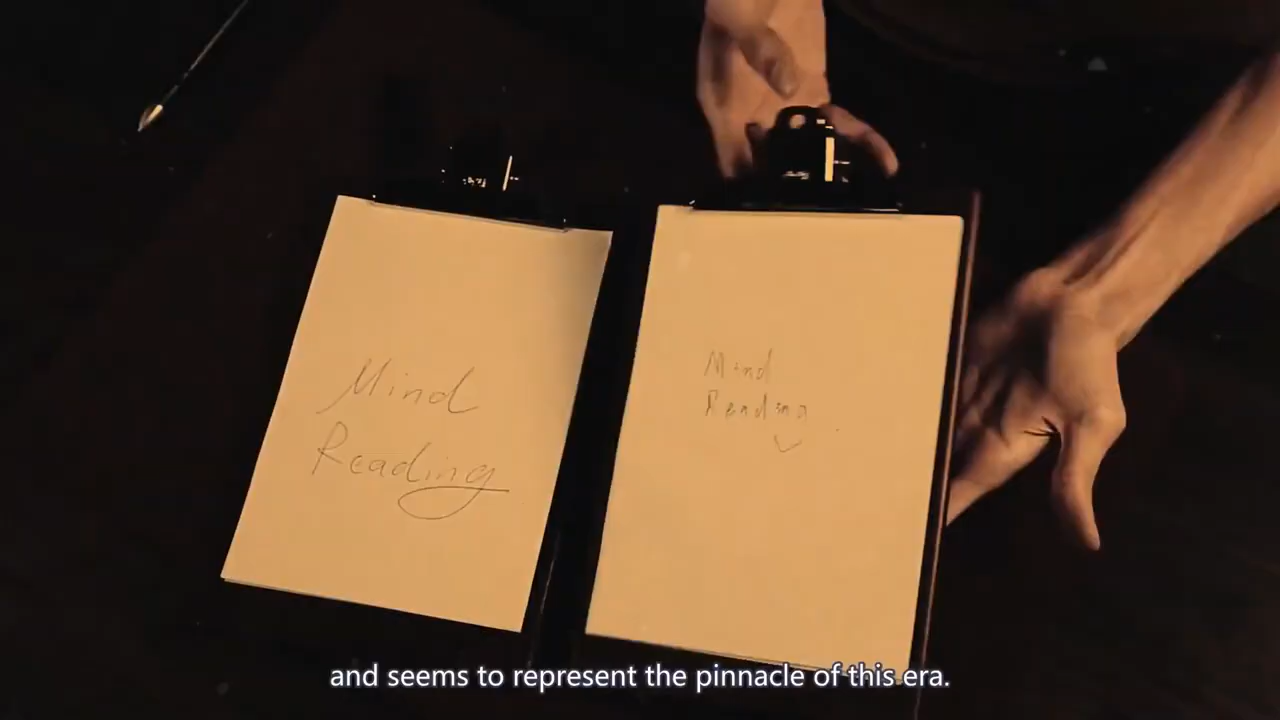 Mind
Reading
Mind
Reading
and seems to represent the pinnacle of this era.